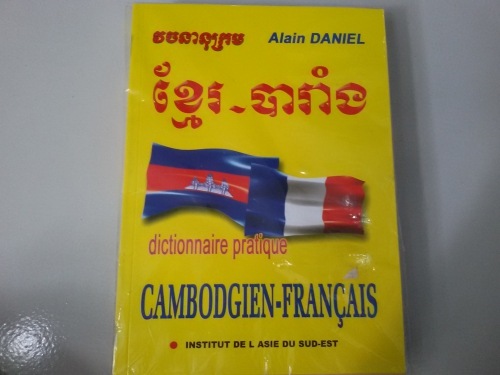 វចនានុក្រម Alain DANIEL
ខ្មែរ-បារាំង
dictionnaire pratique
CAMBODGIEN-FRANÇAIS
INSTITUT DE L ASIE DU SUD-EST